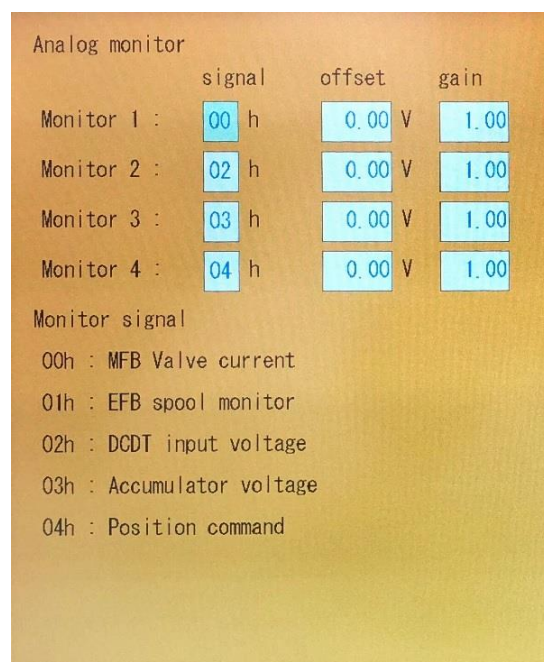 Analog monitor
signal offset gain
Monitor 1 : 00 h 0.00 V 1.00
Monitor 2 : 02 h 0.00 V 1.00
Monitor 3 : 03 h 0.00 V 1.00
Monitor 4 : 04 h 0.00 V 1.00
Monitor signal
00h : MFB Valve current
01h : EFB spool monitor
02h : DCDT input voltage
03h : Accumulator voltage
04h : Position command